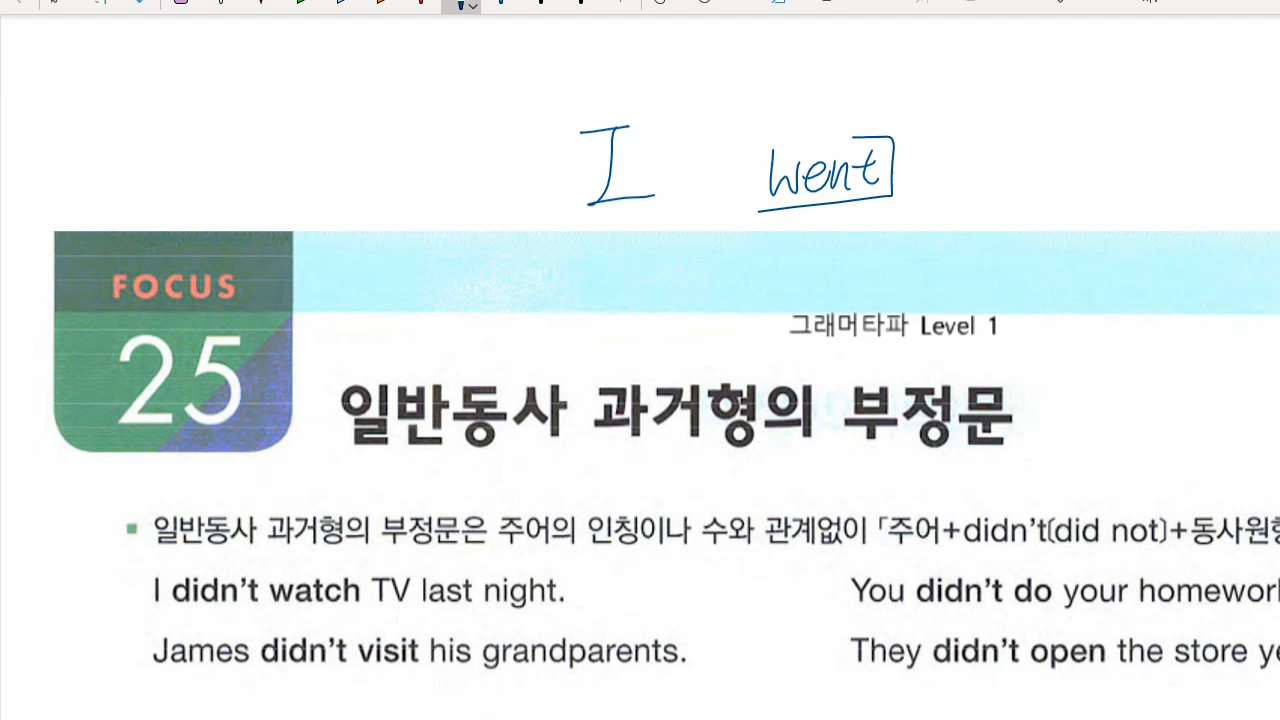 I went
FOCUS
25
그래머타파 Level 1
일반동사 과거형의 부정문
일반동사 과거형의 부정문은 주어의 인칭이나 수와 관계없이 「주어+didn't(did not)+동사원형
I didn't watch TV last night.
You didn't do your homework
James didn't visit his grandparents.
They didn't open the store ye